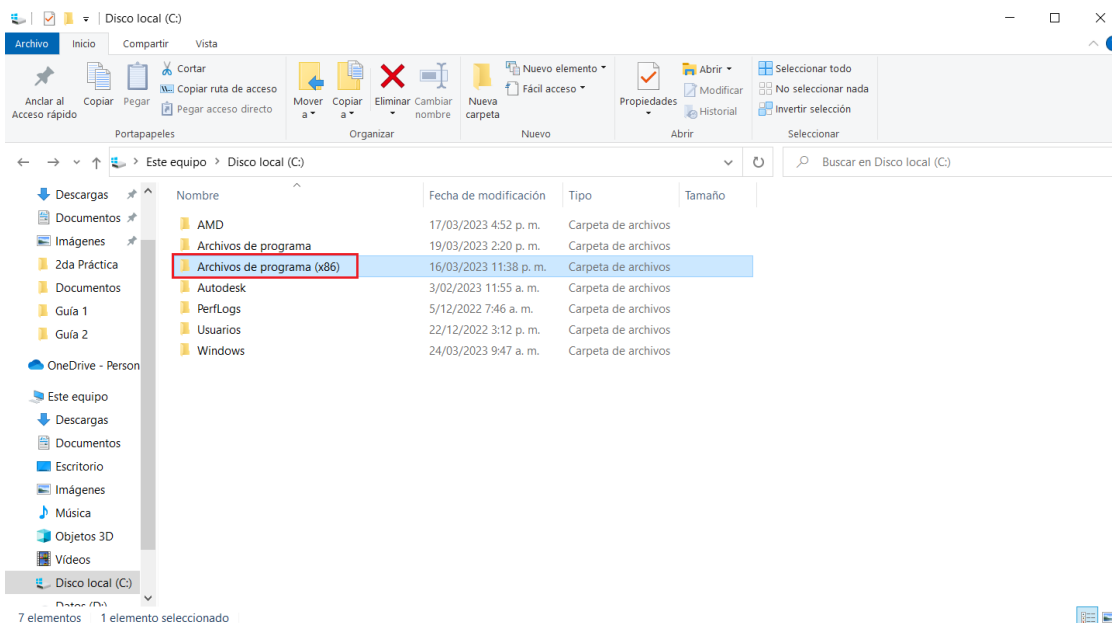 Disco local (C:)
Archivo Inicio Compartir Vista
Anclar al Acceso rápido
Copiar
Pegar
Cortar
Copiar ruta de acceso
Pegar acceso directo
Portapapeles
Mover a
Copiar a
Eliminar
Cambiar nombre
Organizar
Nueva carpeta
Nuevo elemento
Fácil acceso
Nuevo
Propiedades
Abrir
Modificar
Historial
Abrir
Seleccionar todo
No seleccionar nada
Invertir selección
Seleccionar
Este equipo > Disco local (C:)
Buscar en Disco local (C:)
Descargas
Documentos
Imágenes
2da Práctica
Documentos
Guía 1
Guía 2
OneDrive - Person
Este equipo
Descargas
Documentos
Escritorio
Imágenes
Música
Objetos 3D
Vídeos
Disco local (C:)
Datos (D:)
Nombre Fecha de modificación Tipo Tamaño
AMD 17/03/2023 4:52 p. m. Carpeta de archivos
Archivos de programa 19/03/2023 2:20 p. m. Carpeta de archivos
Archivos de programa (x86) 16/03/2023 11:38 p. m. Carpeta de archivos
Autodesk 3/02/2023 11:55 a. m. Carpeta de archivos
PerfLogs 5/12/2022 7:46 a. m. Carpeta de archivos
Usuarios 22/12/2022 3:12 p. m. Carpeta de archivos
Windows 24/03/2023 9:47 a. m. Carpeta de archivos
7 elementos 1 elemento seleccionado